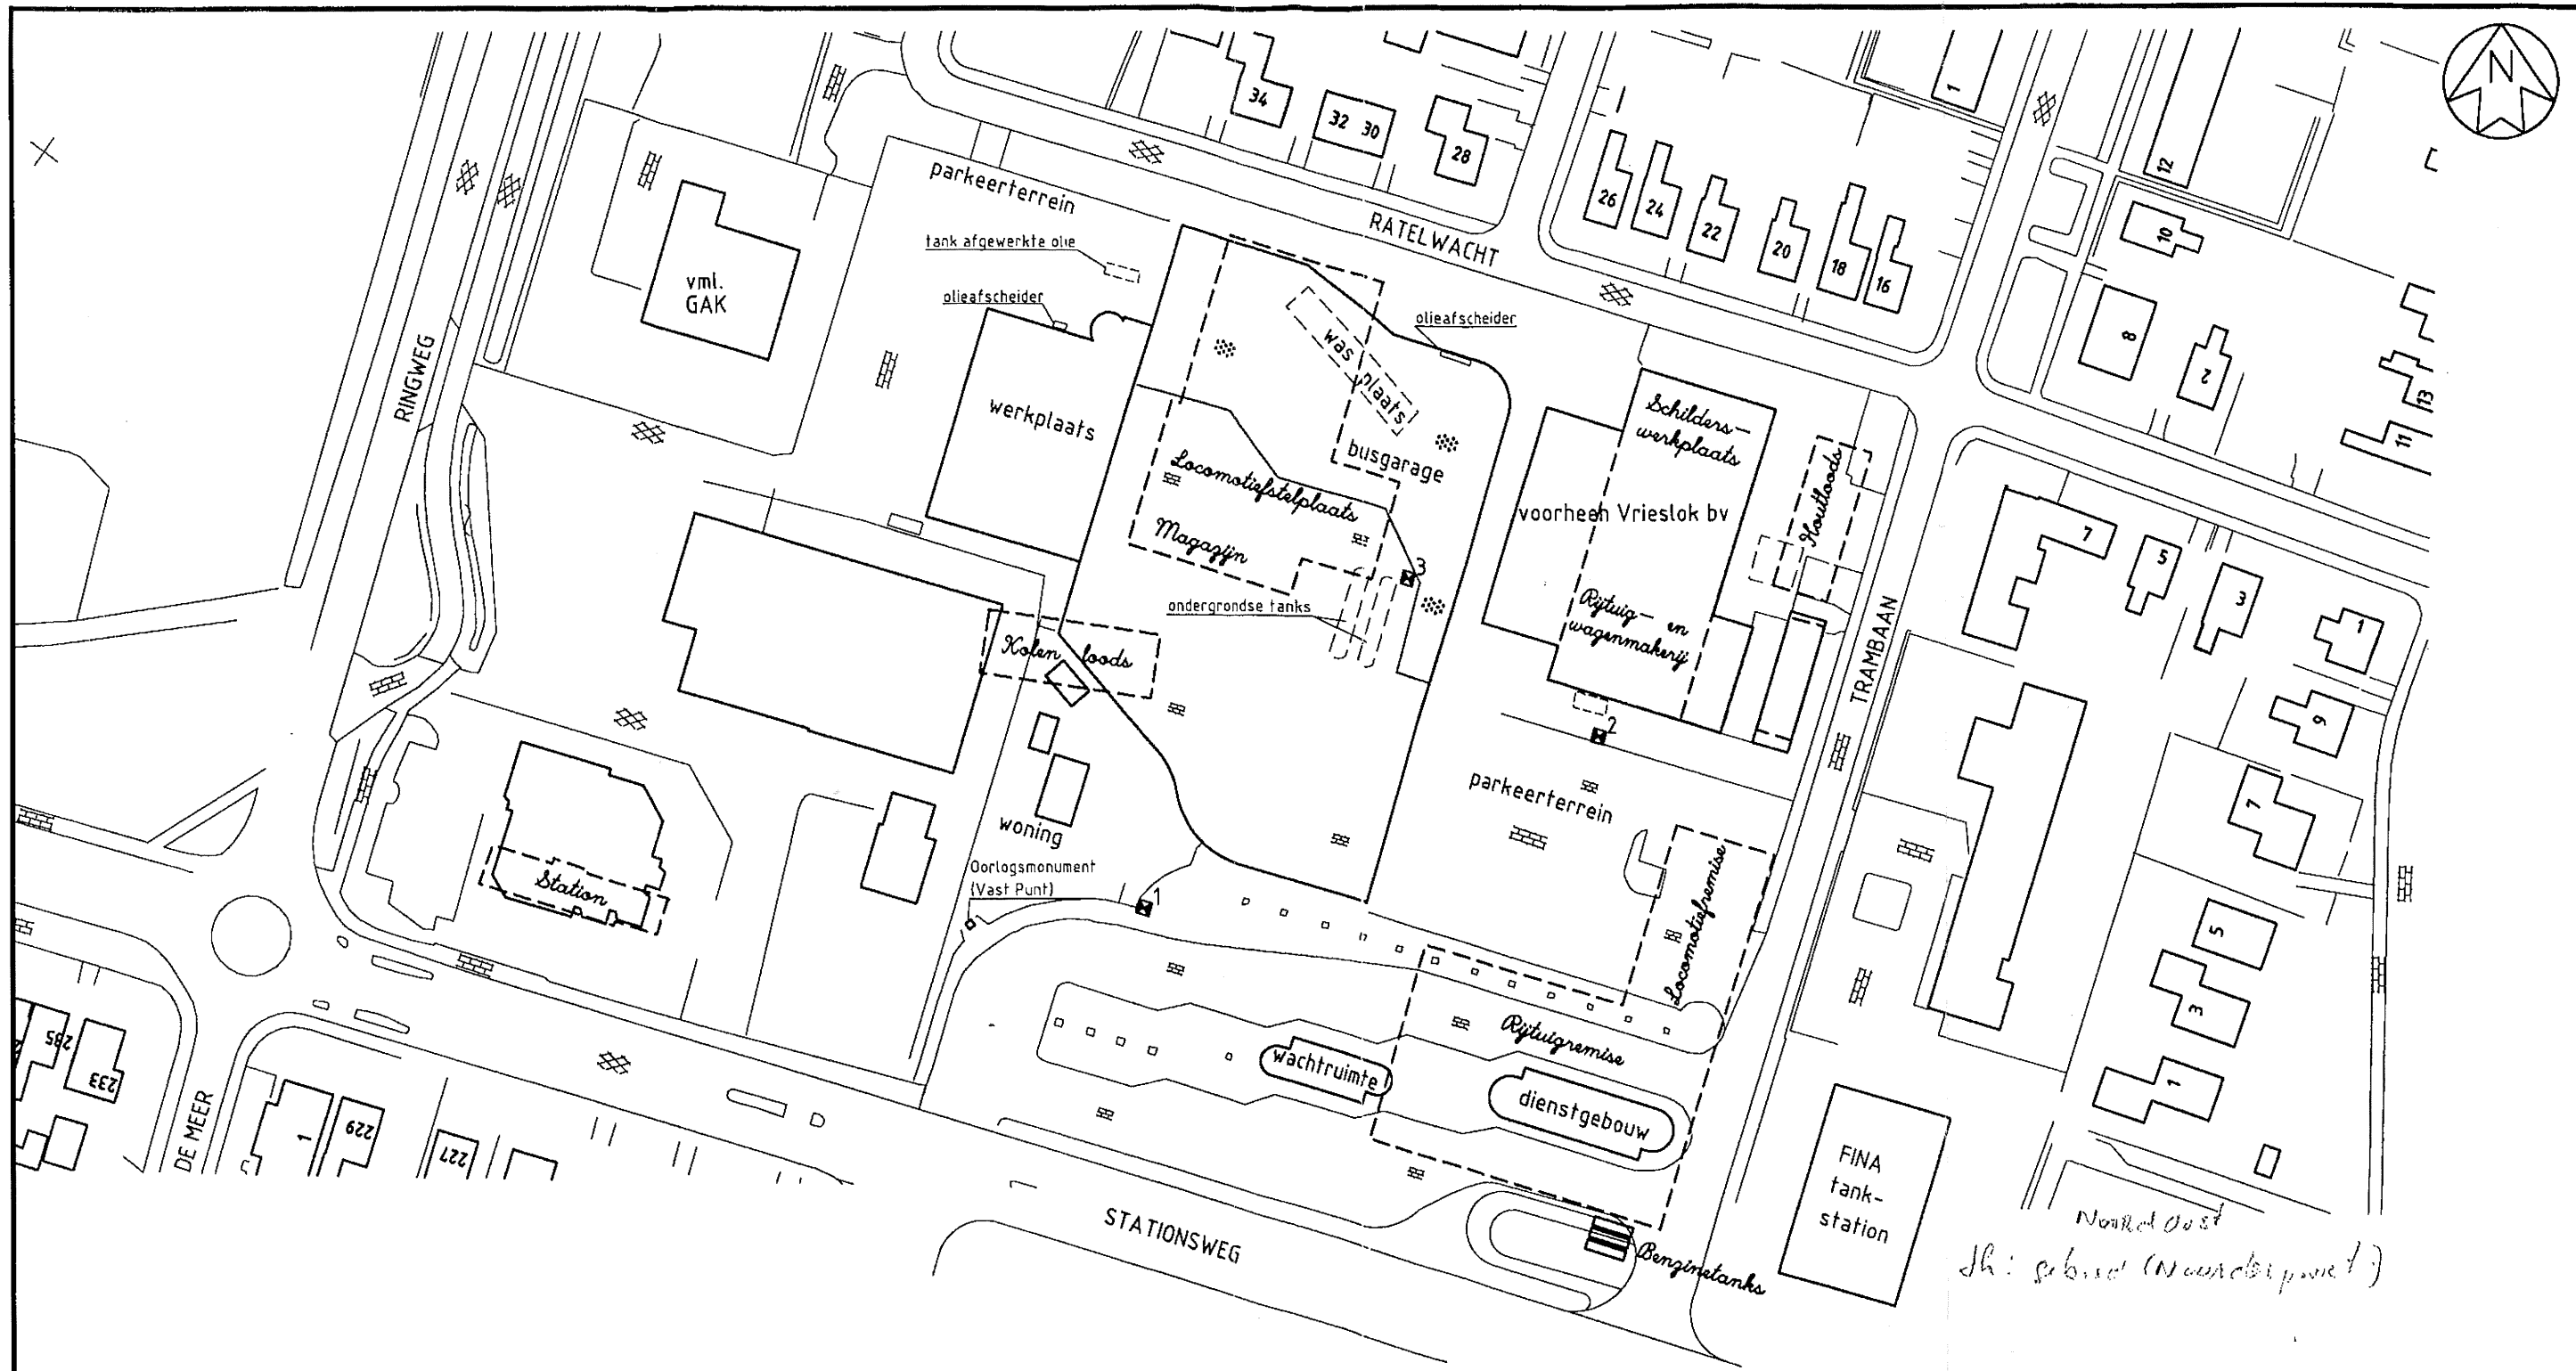 N
34
32 30
28
1
12
parkeerterrein
RATELWACHT
26
24
22
20
18
16
10
8
2
13
11
tank afgewerkte olie
olieafscheider
olieafscheider
vml.
GAK
RINGWEG
werkplaats
was plaats
busgarage
Locomotiefstelplaats
Magazijn
Schilders-
werkplaats
voorheen Vrieslok bv
Houtloods
3
ondergrondse tanks
Rijtuig- en
wagenmakerij
7
5
3
1
9
7
5
3
1
TRAMBAAN
Kolen loods
2
parkeerterrein
woning
Oorlogsmonument
(Vast Punt)
1
Station
Locomotiefremise
Rijtuigremise
wachtruimte
dienstgebouw
285
233
DE MEER
1
229
227
STATIONSWEG
Benzinetanks
FINA
tank-
station
Noord Oost